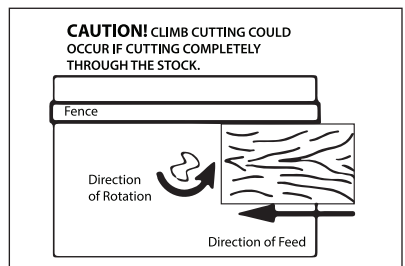 CAUTION! CLIMB CUTTING COULD
OCCUR IF CUTTING COMPLETELY
THROUGH THE STOCK.
Fence
Direction
of Rotation
Direction of Feed